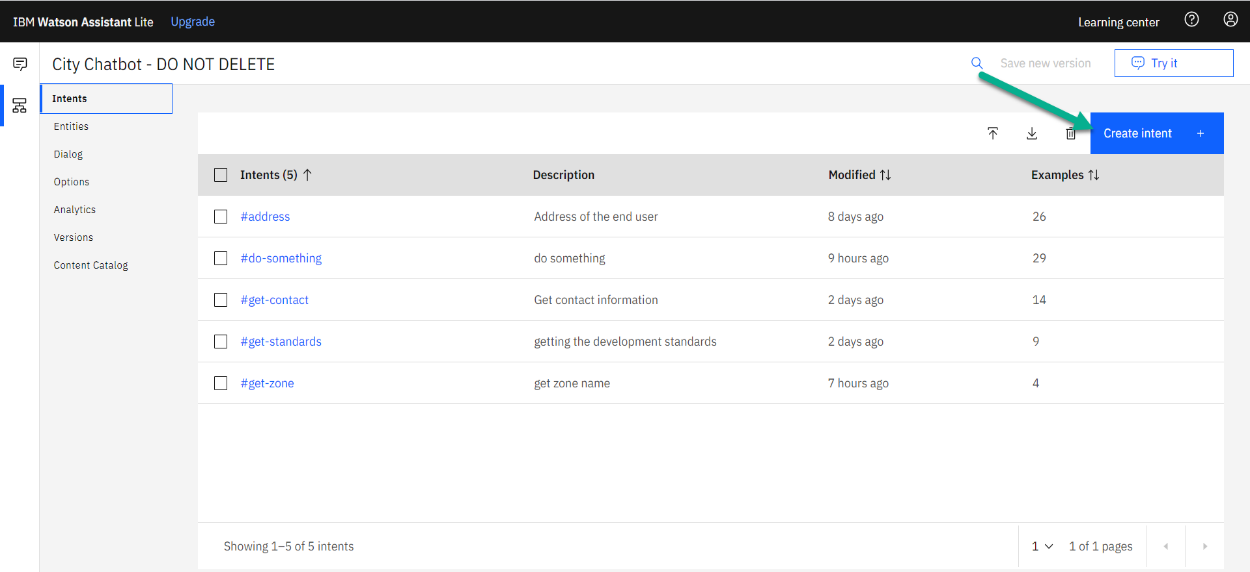 IBM Watson Assistant Lite Upgrade Learning center
City Chatbot - DO NOT DELETE Save new version Try it
Intents
Entities
Dialog
Options
Analytics
Versions
Content Catalog
Create intent +
Intents (5) Description Modified Examples
#address Address of the end user 8 days ago 26
#do-something do something 9 hours ago 29
#get-contact Get contact information 2 days ago 14
#get-standards getting the development standards 2 days ago 9
#get-zone get zone name 7 hours ago 4
Showing 1–5 of 5 intents 1 1 of 1 pages